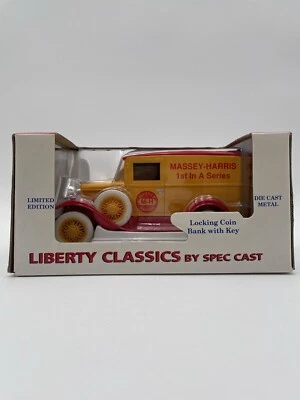 MASSEY-HARRIS
1st In A Series
LIMITED
EDITION
M-H
DIE CAST
METAL
Locking Coin
Bank with Key
LIBERTY CLASSICS BY SPEC CAST